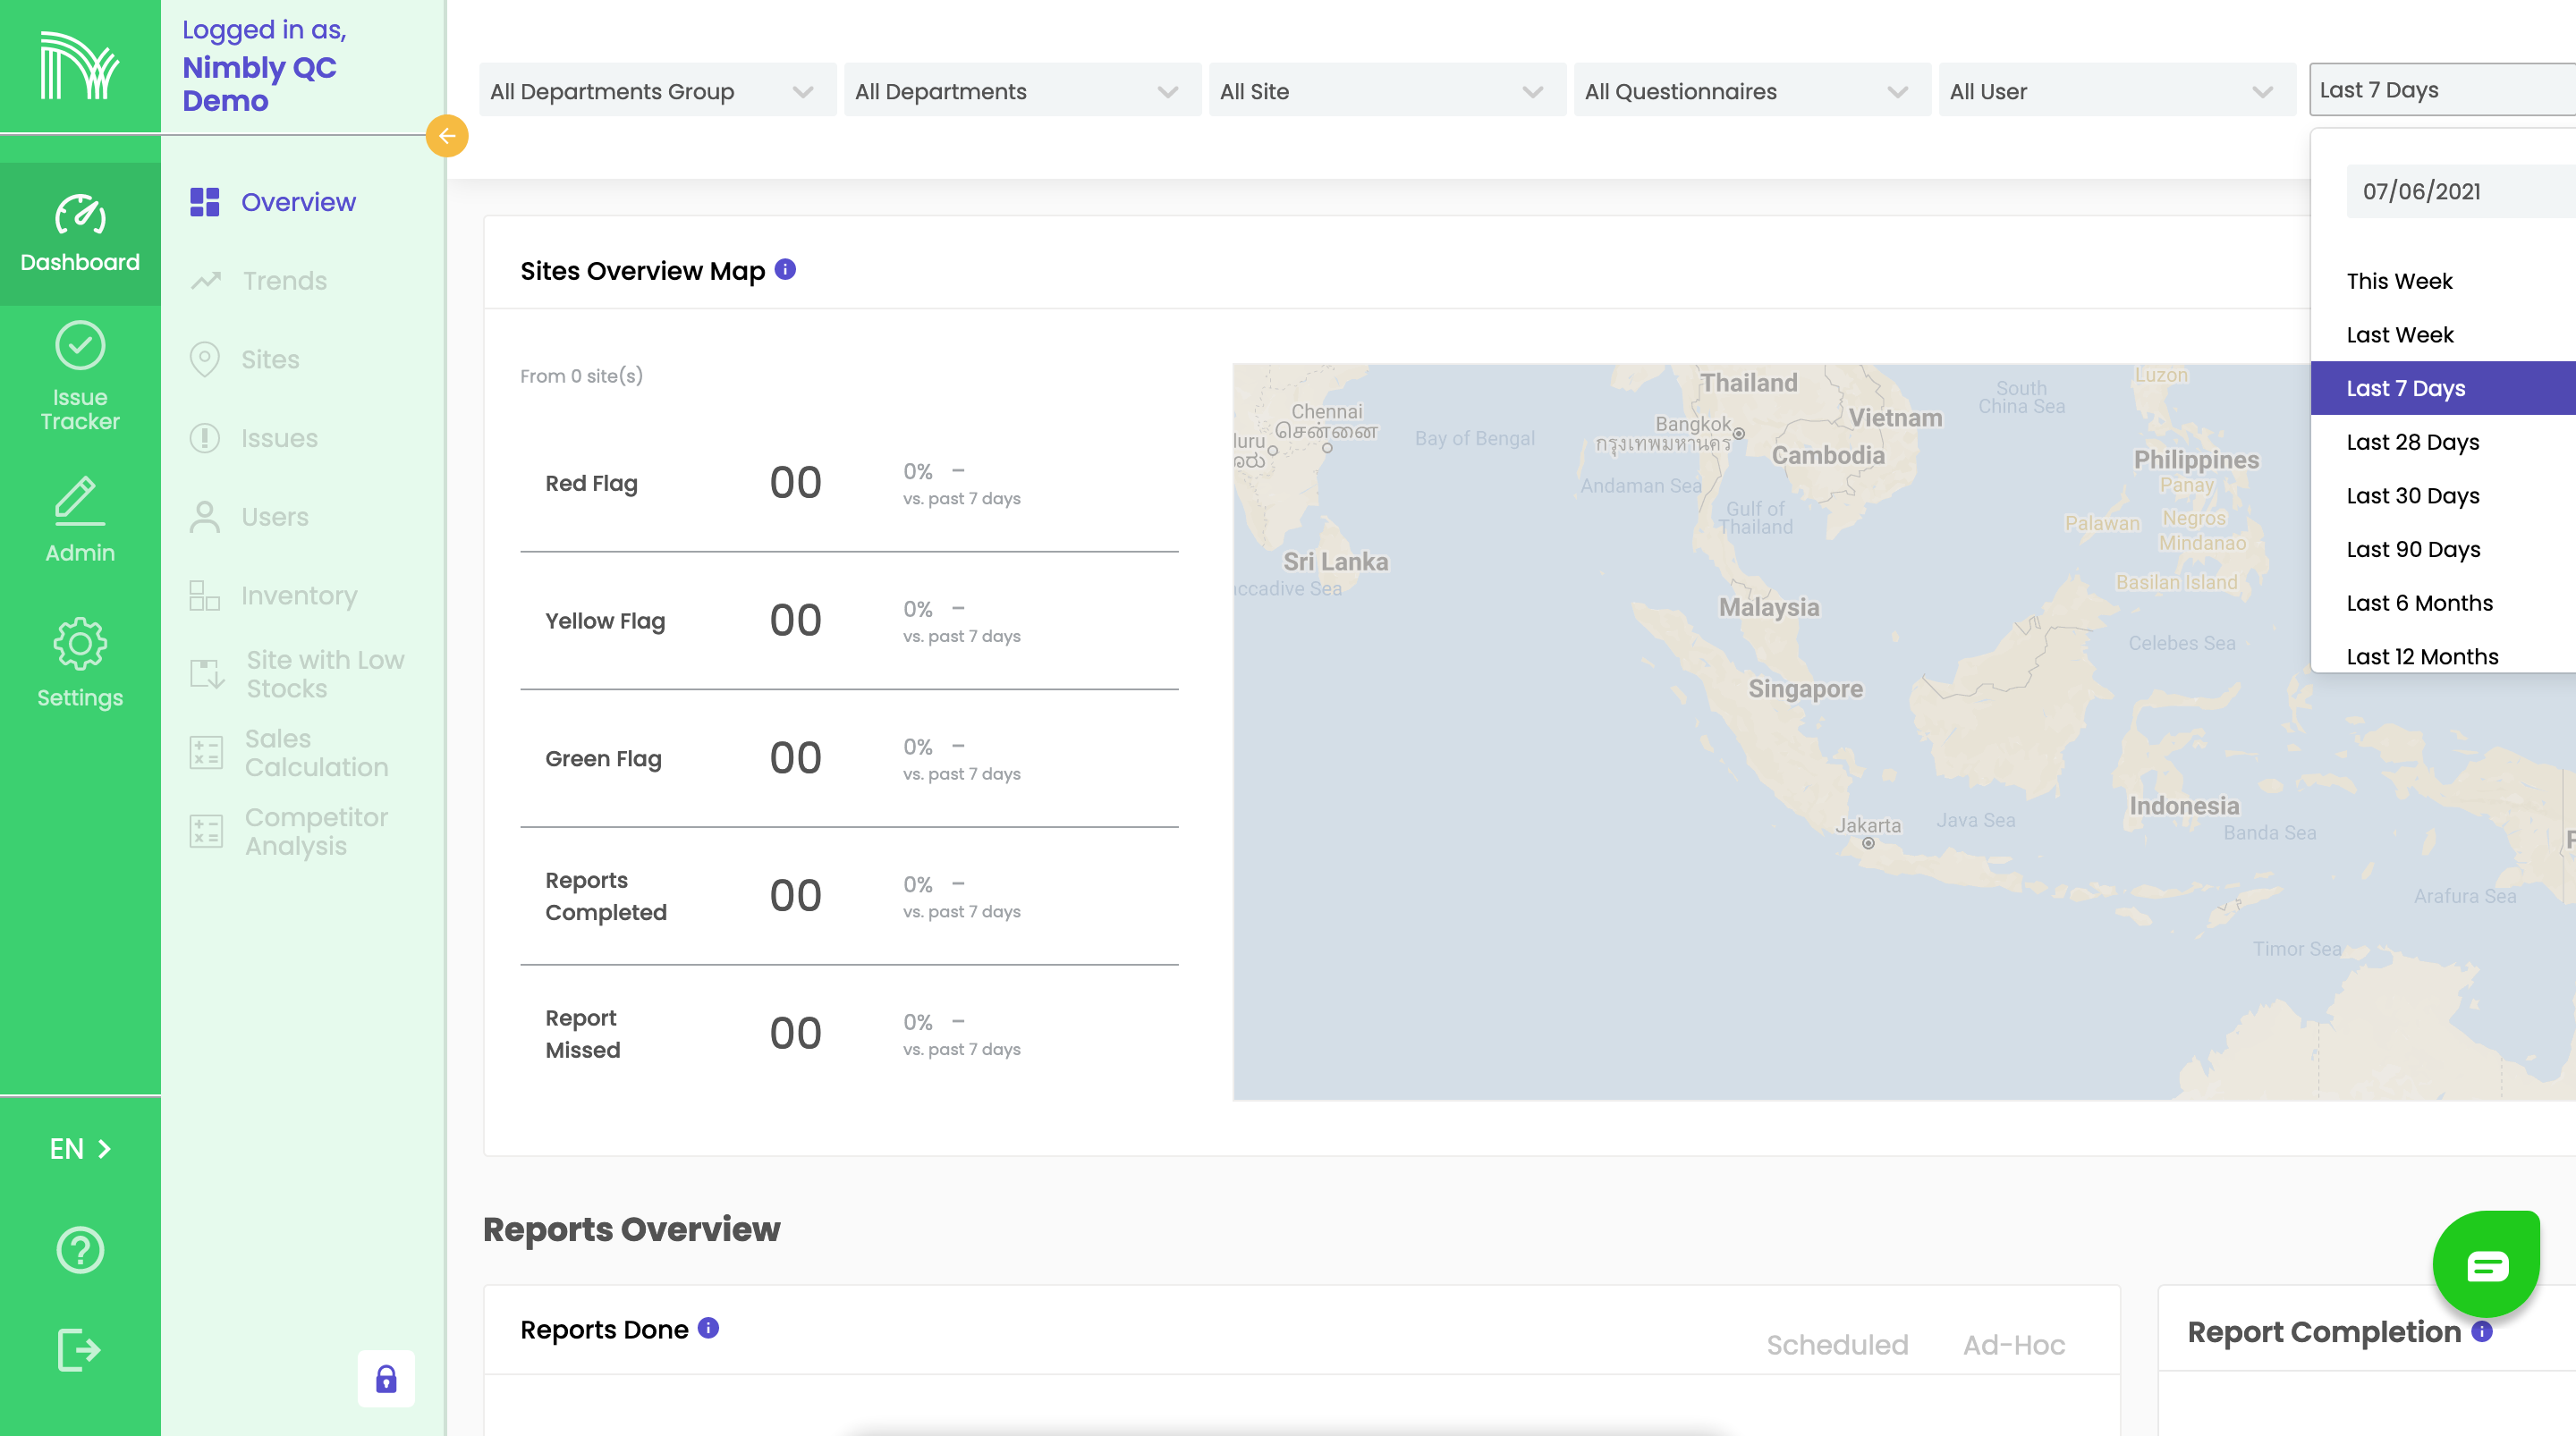 Logged in as,
Nimbly QC
Demo
Dashboard
Issue
Tracker
Admin
Settings
EN
Overview
Trends
Sites
Issues
Users
Inventory
Site with Low
Stocks
Sales
Calculation
Competitor
Analysis
All Departments Group
All Departments
All Site
All Questionnaires
All User
Last 7 Days
07/06/2021
This Week
Last Week
Last 7 Days
Last 28 Days
Last 30 Days
Last 90 Days
Last 6 Months
Last 12 Months
Sites Overview Map
From 0 site(s)
Red Flag 00 0% –
vs. past 7 days
Yellow Flag 00 0% –
vs. past 7 days
Green Flag 00 0% –
vs. past 7 days
Reports
Completed 00 0% –
vs. past 7 days
Report
Missed 00 0% –
vs. past 7 days
Thailand
Luzon
South
China Sea
Chennai
சென்னை
Bay of Bengal
Bangkok
กรุงเทพมหานคร
Vietnam
Cambodia
Philippines
Panay
Andaman Sea
Gulf of
Thailand
Palawan
Negros
Mindanao
Sri Lanka
Basilan Island
Malaysia
Celebes Sea
Singapore
Indonesia
Jakarta
Java Sea
Banda Sea
Arafura Sea
Timor Sea
Reports Overview
Reports Done
Scheduled
Ad-Hoc
Report Completion